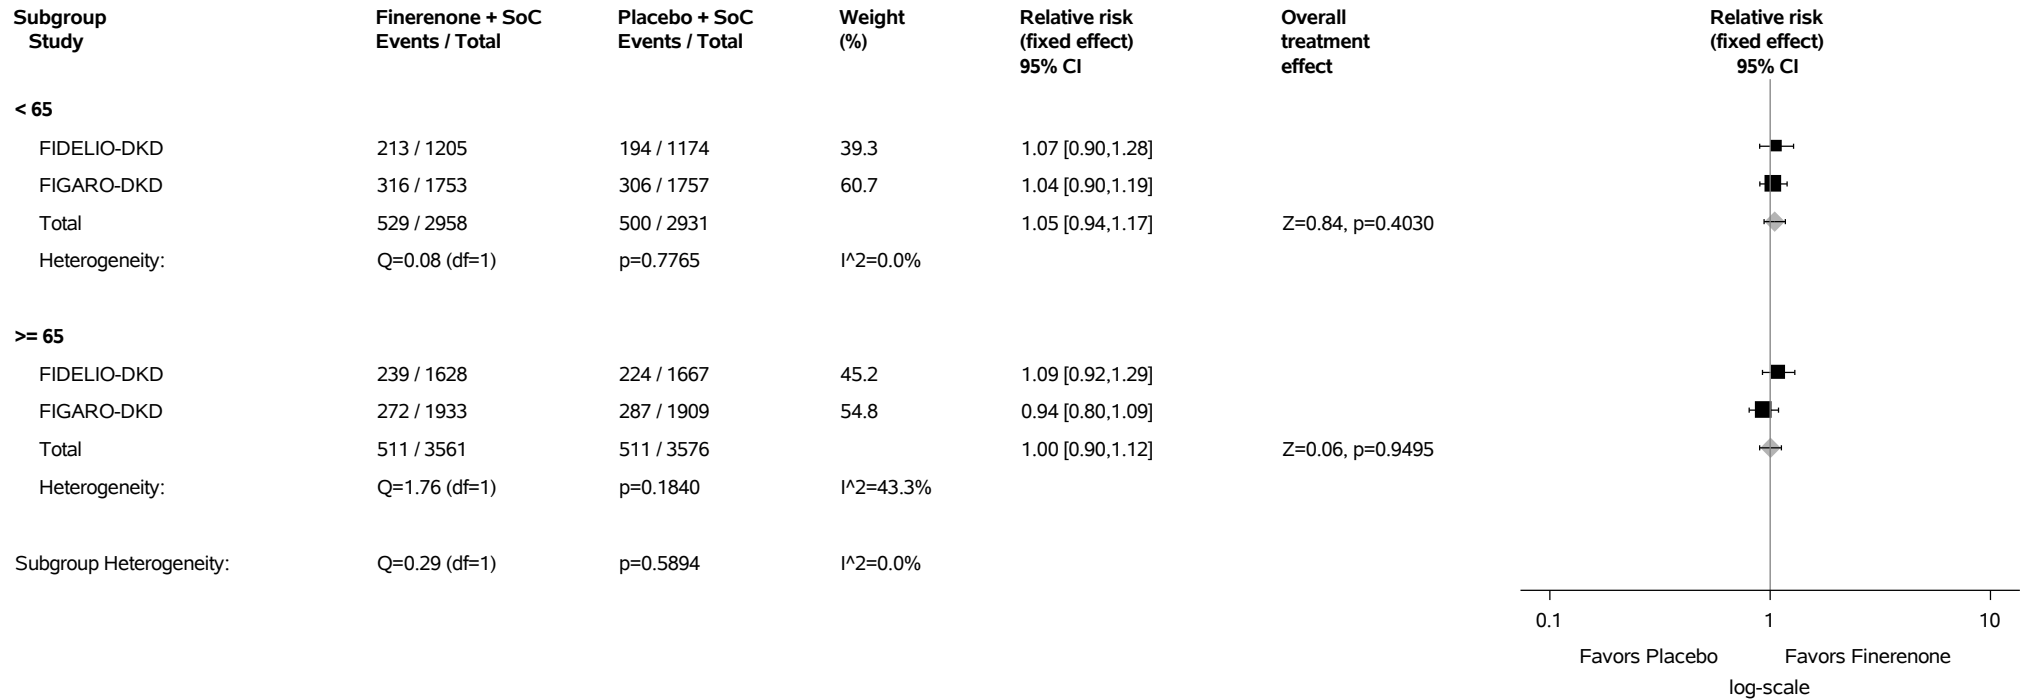 Subgroup Finerenone + SoC Placebo + SoC Weight Relative risk Overall Relative risk
Study Events / Total Events / Total (%) (fixed effect) treatment (fixed effect)
95% CI effect 95% CI
< 65
FIDELIO-DKD 213 / 1205 194 / 1174 39.3 1.07 [0.90,1.28]
FIGARO-DKD 316 / 1753 306 / 1757 60.7 1.04 [0.90,1.19]
Total 529 / 2958 500 / 2931 1.05 [0.94,1.17] Z=0.84, p=0.4030
Heterogeneity: Q=0.08 (df=1) p=0.7765 I^2=0.0%
>= 65
FIDELIO-DKD 239 / 1628 224 / 1667 45.2 1.09 [0.92,1.29]
FIGARO-DKD 272 / 1933 287 / 1909 54.8 0.94 [0.80,1.09]
Total 511 / 3561 511 / 3576 1.00 [0.90,1.12] Z=0.06, p=0.9495
Heterogeneity: Q=1.76 (df=1) p=0.1840 I^2=43.3%
Subgroup Heterogeneity: Q=0.29 (df=1) p=0.5894 I^2=0.0%
0.1 1 10
Favors Placebo Favors Finerenone
log-scale